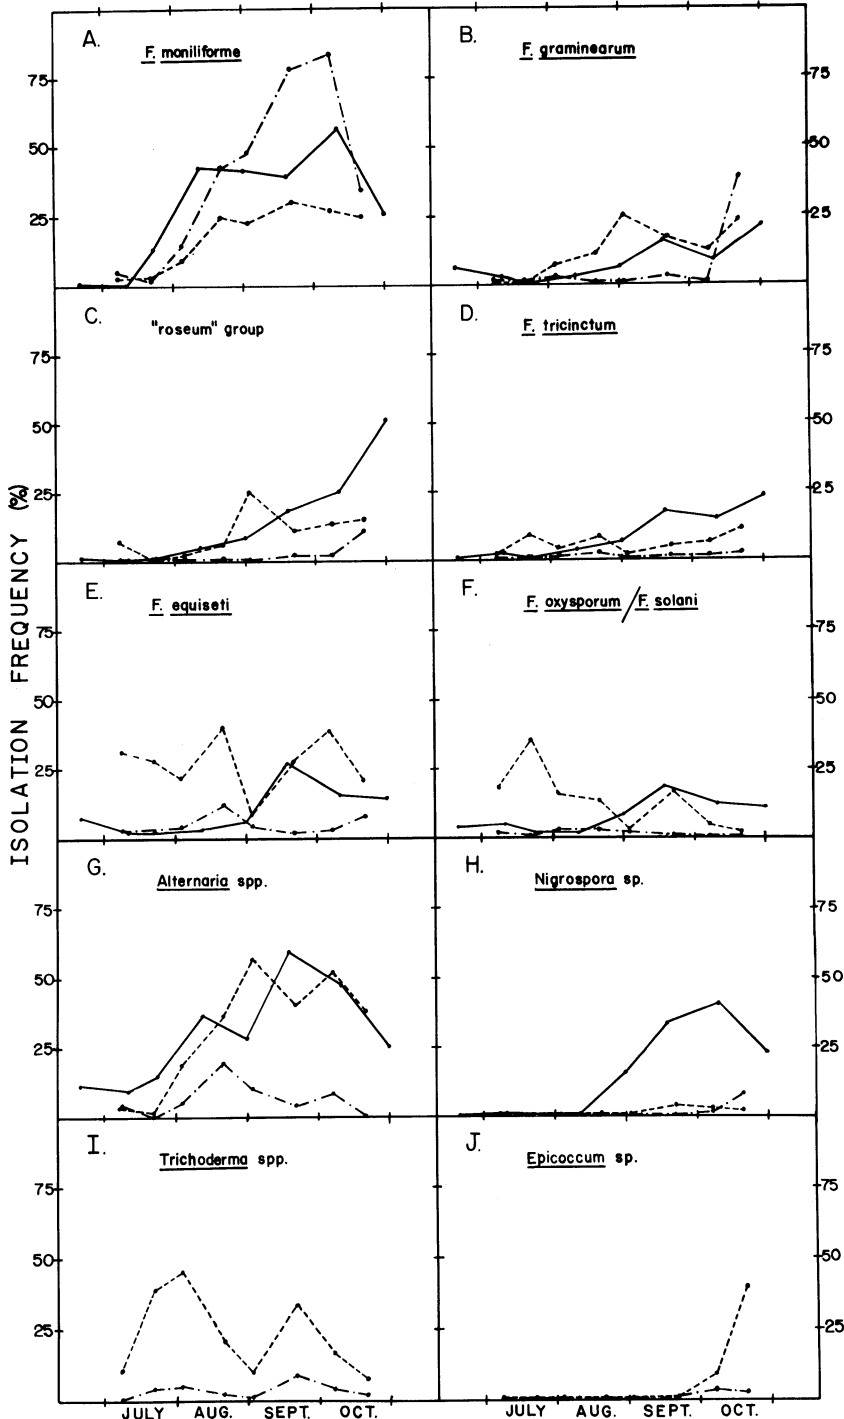 A.
F. moniliforme
75
50
25
B.
F. graminearum
75
50
25
C.
"roseum" group
75
50
25
D.
F. tricinctum
75
50
25
ISOLATION FREQUENCY (%)
E.
F. equiseti
75
50
25
F.
F. oxysporum / F. solani
75
50
25
G.
Alternaria spp.
75
50
25
H.
Nigrospora sp.
75
50
25
I.
Trichoderma spp.
75
50
25
J.
Epicoccum sp.
75
50
25
JULY AUG. SEPT. OCT.
JULY AUG. SEPT. OCT.